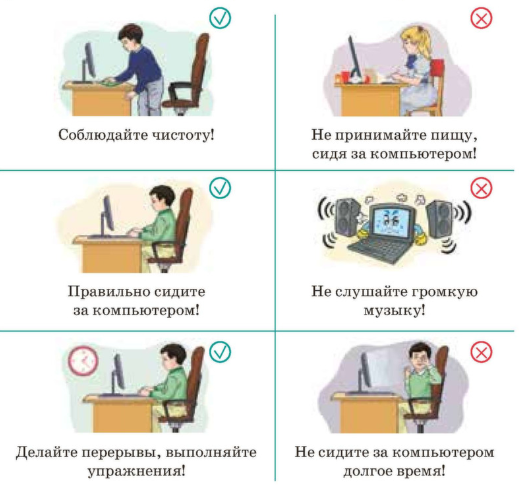 Соблюдайте чистоту!
Не принимайте пищу,
сидя за компьютером!
Правильно сидите
за компьютером!
Не слушайте громкую
музыку!
Делайте перерывы, выполняйте
упражнения!
Не сидите за компьютером
долгое время!